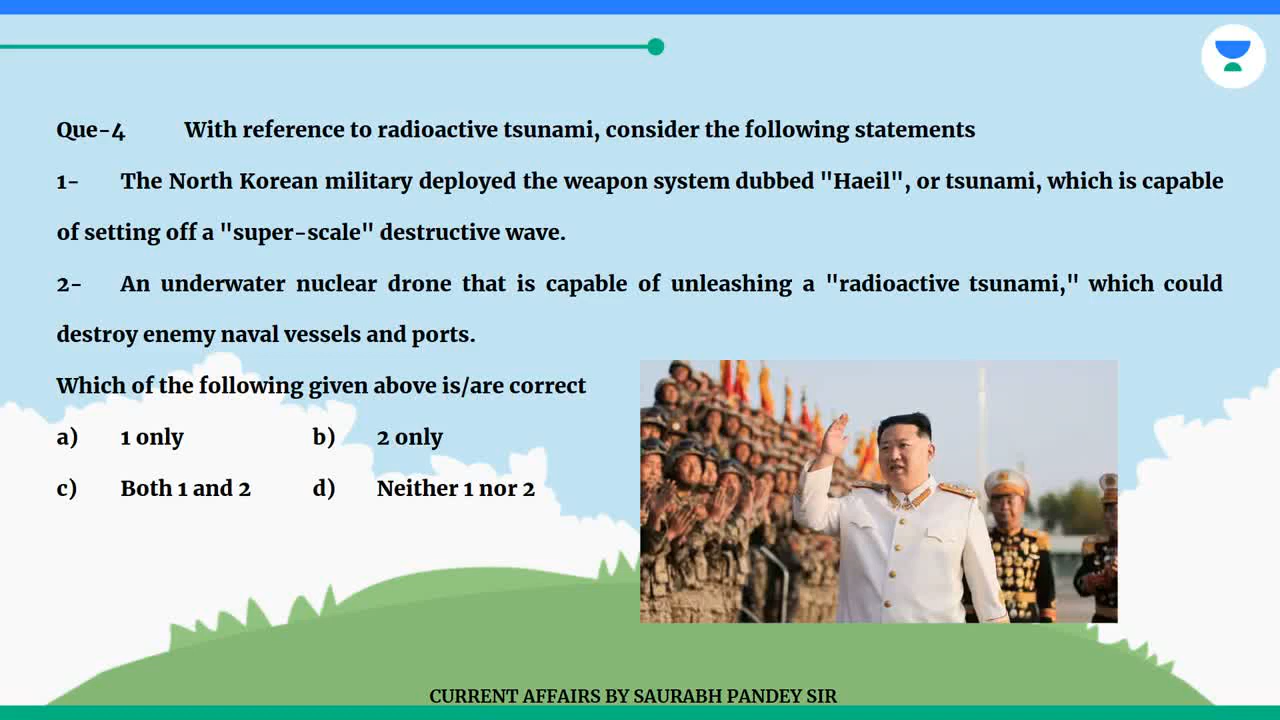 Que-4 With reference to radioactive tsunami, consider the following statements
1- The North Korean military deployed the weapon system dubbed "Haeil", or tsunami, which is capable
of setting off a "super-scale" destructive wave.
2- An underwater nuclear drone that is capable of unleashing a "radioactive tsunami," which could
destroy enemy naval vessels and ports.
Which of the following given above is/are correct
a) 1 only b) 2 only
c) Both 1 and 2 d) Neither 1 nor 2
CURRENT AFFAIRS BY SAURABH PANDEY SIR